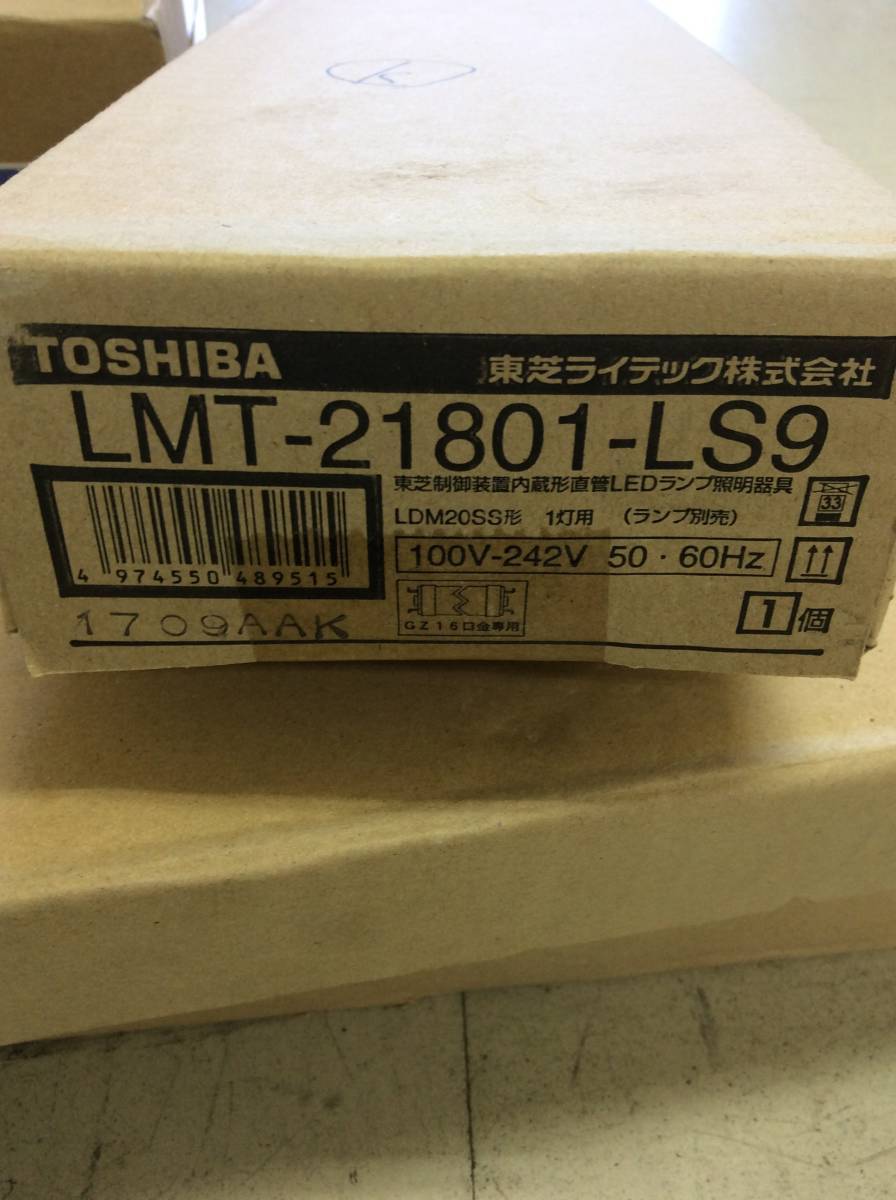 TOSHIBA 東芝ライテック株式会社
LMT-21801-LS9
東芝制御装置内蔵形直管LEDランプ照明器具
LDM20SS形 1灯用 (ランプ別売)
33
100V-242V 50・60Hz
4 974550 489515
GZ16口金専用
1個
1709AAK